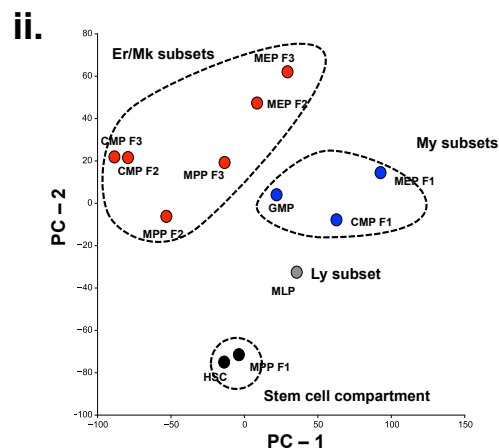 ii.
Er/Mk subsets
MEP F3
MEP F2
My subsets
CMP F3
CMP F2
MPP F3
MEP F1
GMP
CMP F1
MPP F2
Ly subset
MLP
HSC
MPP F1
Stem cell compartment
PC – 2
80
60
40
20
0
−20
−40
−60
−80
−100
−100
−50
0
50
100
150
PC – 1